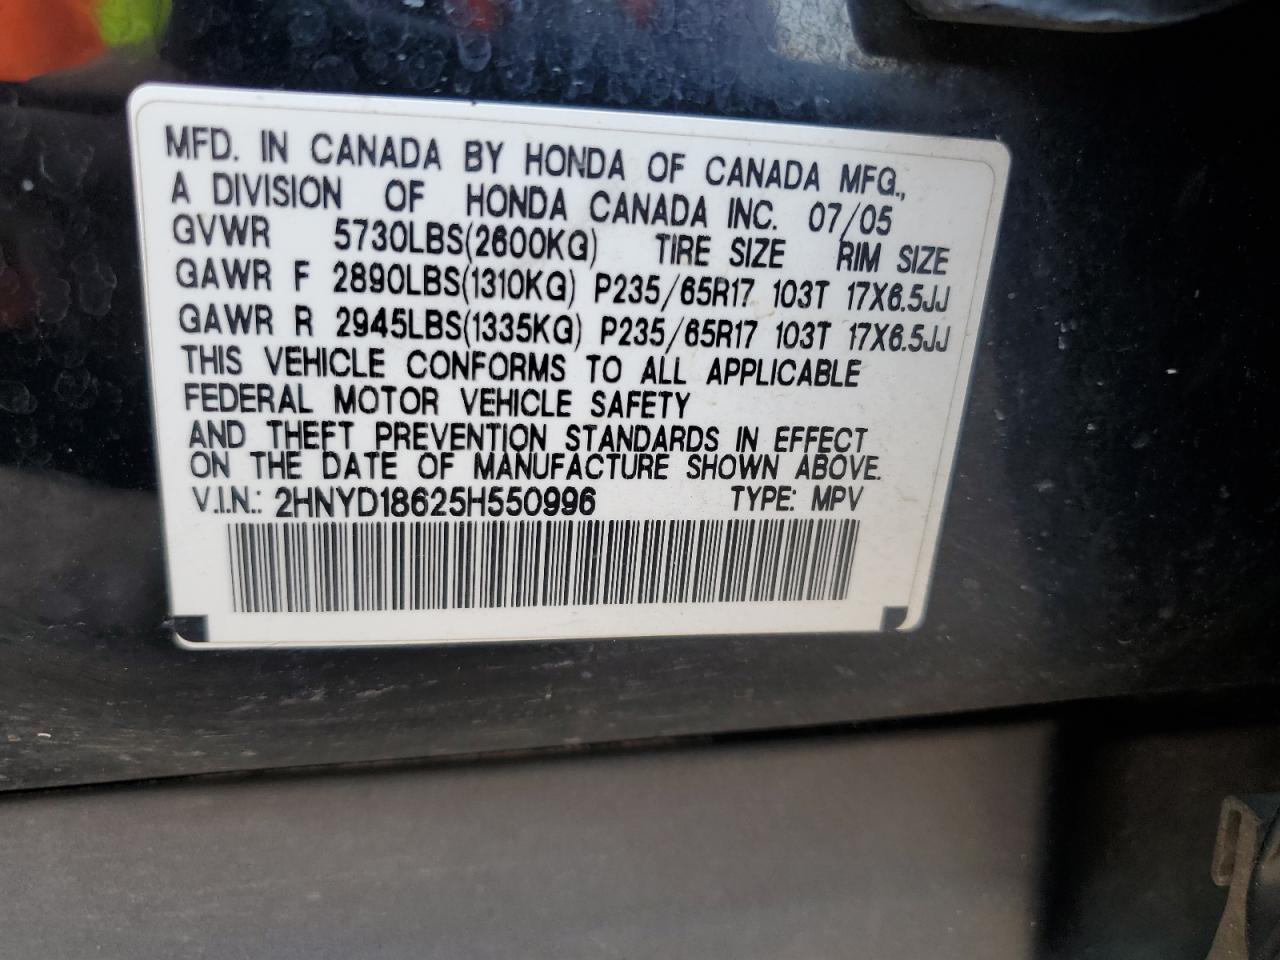 MFD. IN CANADA BY HONDA OF CANADA MFG.,
A DIVISION OF HONDA CANADA INC. 07/05
GVWR 5730LBS(2600KG) TIRE SIZE RIM SIZE
GAWR F 2890LBS(1310KG) P235/65R17 103T 17X6.5JJ
GAWR R 2945LBS(1335KG) P235/65R17 103T 17X6.5JJ
THIS VEHICLE CONFORMS TO ALL APPLICABLE
FEDERAL MOTOR VEHICLE SAFETY
AND THEFT PREVENTION STANDARDS IN EFFECT
ON THE DATE OF MANUFACTURE SHOWN ABOVE.
V.I.N.: 2HNYD18625H550996 TYPE: MPV